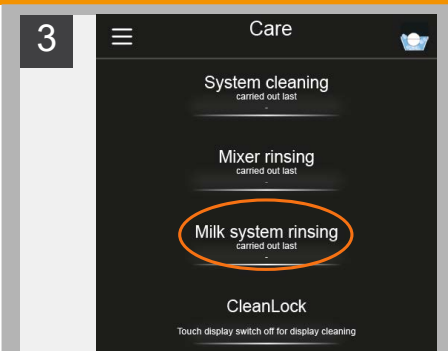 3
Care
System cleaning
carried out last
-
Mixer rinsing
carried out last
-
Milk system rinsing
carried out last
-
CleanLock
Touch display switch off for display cleaning